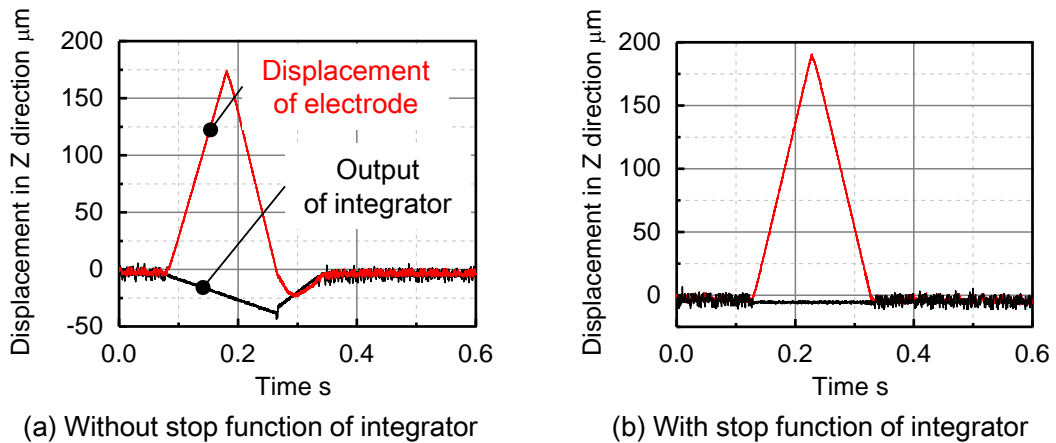 Displacement in Z direction μm
200
150
100
50
0
-50
0.0 0.2 0.4 0.6
Time s
Displacement
of electrode
Output
of integrator
(a) Without stop function of integrator
Displacement in Z direction μm
200
150
100
50
0
0.0 0.2 0.4 0.6
Time s
(b) With stop function of integrator